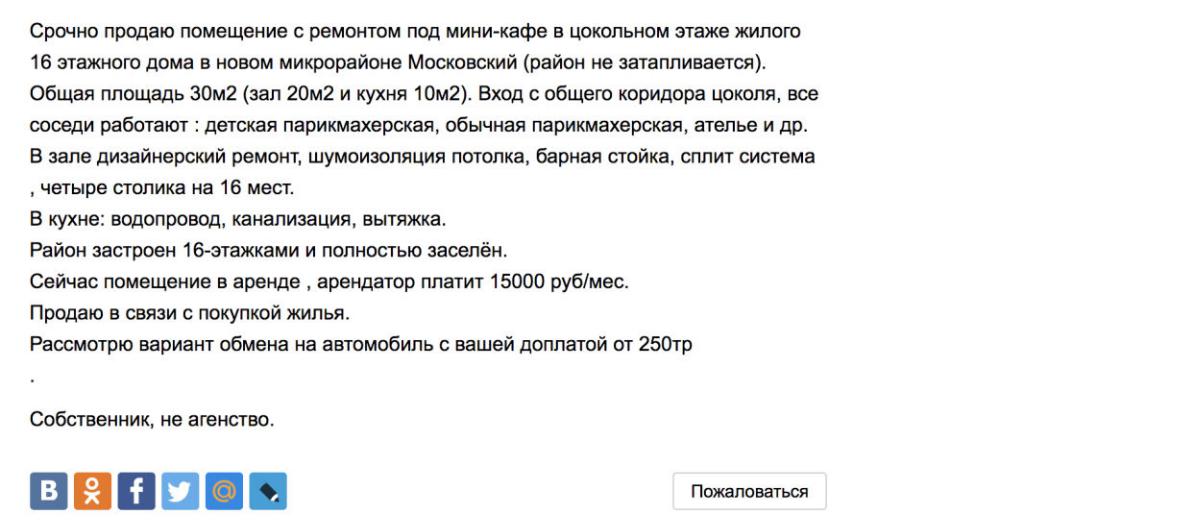 Срочно продаю помещение с ремонтом под мини-кафе в цокольном этаже жилого
16 этажного дома в новом микрорайоне Московский (район не затапливается).
Общая площадь 30м2 (зал 20м2 и кухня 10м2). Вход с общего коридора цоколя, все
соседи работают : детская парикмахерская, обычная парикмахерская, ателье и др.
В зале дизайнерский ремонт, шумоизоляция потолка, барная стойка, сплит система
, четыре столика на 16 мест.
В кухне: водопровод, канализация, вытяжка.
Район застроен 16-этажками и полностью заселён.
Сейчас помещение в аренде , арендатор платит 15000 руб/мес.
Продаю в связи с покупкой жилья.
Рассмотрю вариант обмена на автомобиль с вашей доплатой от 250тр
.
Собственник, не агенство.
Пожаловаться